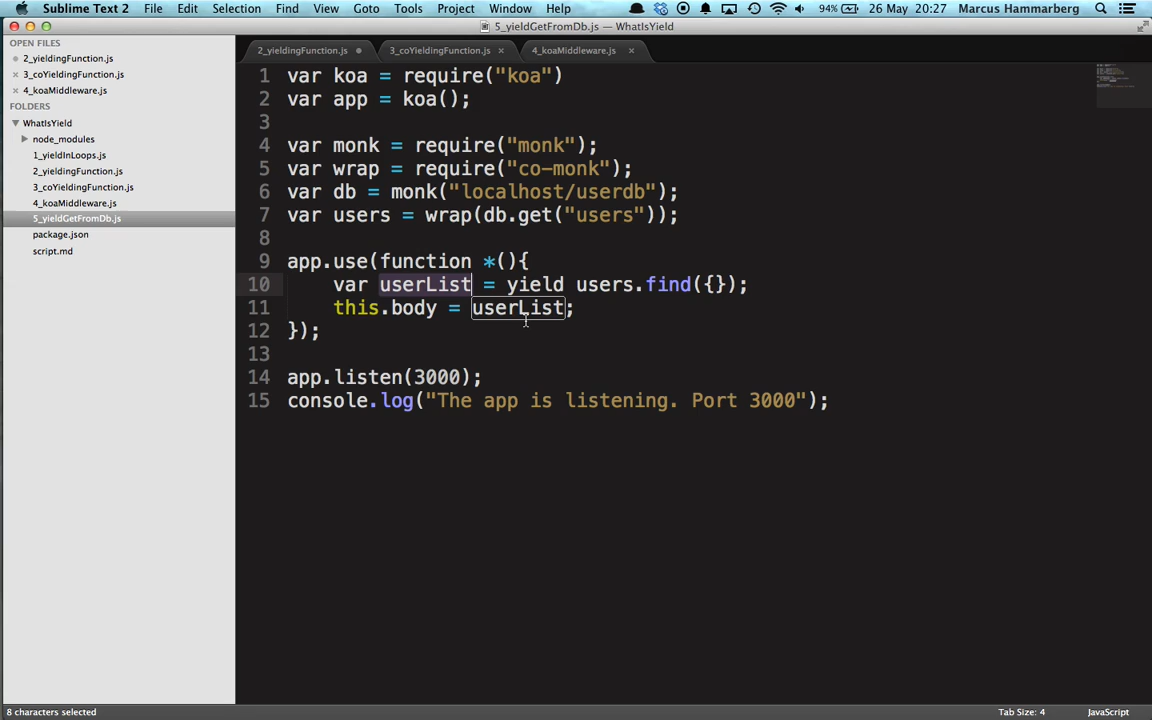 Sublime Text 2 File Edit Selection Find View Goto Tools Project Window Help 94% 26 May 20:27 Marcus Hammarberg
5_yieldGetFromDb.js — WhatIsYield
OPEN FILES
2_yieldingFunction.js
3_coYieldingFunction.js
4_koaMiddleware.js
FOLDERS
WhatIsYield
node_modules
1_yieldInLoops.js
2_yieldingFunction.js
3_coYieldingFunction.js
4_koaMiddleware.js
5_yieldGetFromDb.js
package.json
script.md
2_yieldingFunction.js 3_coYieldingFunction.js 4_koaMiddleware.js
1 var koa = require("koa")
2 var app = koa();
3
4 var monk = require("monk");
5 var wrap = require("co-monk");
6 var db = monk("localhost/userdb");
7 var users = wrap(db.get("users"));
8
9 app.use(function *(){
10 var userList = yield users.find({});
11 this.body = userList;
12 });
13
14 app.listen(3000);
15 console.log("The app is listening. Port 3000");
8 characters selected Tab Size: 4 JavaScript